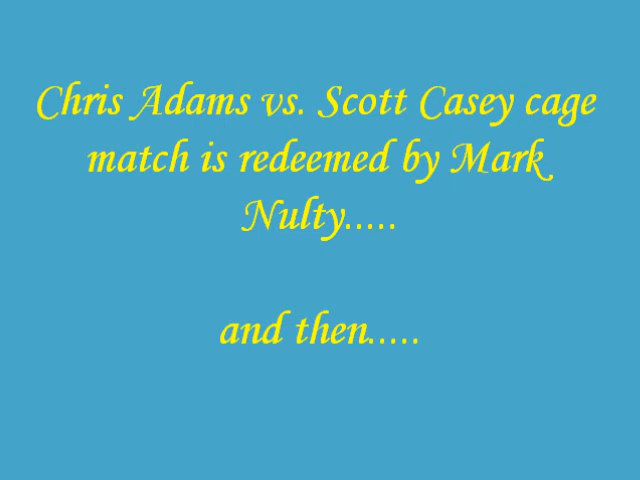 Chris Adams vs. Scott Casey cage
match is redeemed by Mark
Nulty.....
and then.....